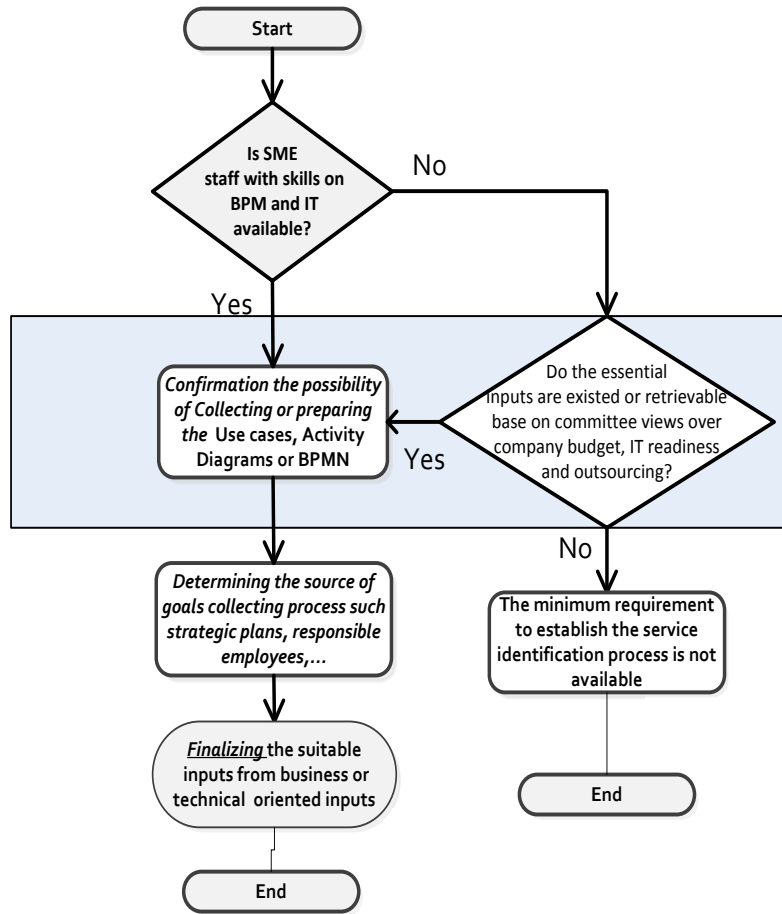 Start
Is SME
staff with skills on
BPM and IT
available?
No
Yes
Confirmation the possibility
of Collecting or preparing
the Use cases, Activity
Diagrams or BPMN
Do the essential
inputs are existed or retrievable
base on committee views over
company budget, IT readiness
and outsourcing?
Yes
No
Determining the source of
goals collecting process such
strategic plans, responsible
employees,...
The minimum requirement
to establish the service
identification process is not
available
Finalizing the suitable
inputs from business or
technical oriented inputs
End
End